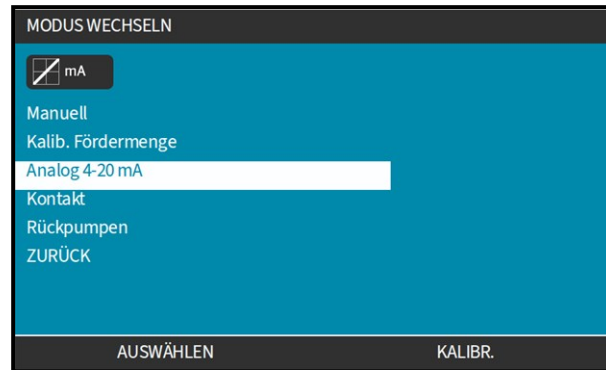 MODUS WECHSELN
mA
Manuell
Kalib. Fördermenge
Analog 4-20 mA
Kontakt
Rückpumpen
ZURÜCK
AUSWÄHLEN KALIBR.